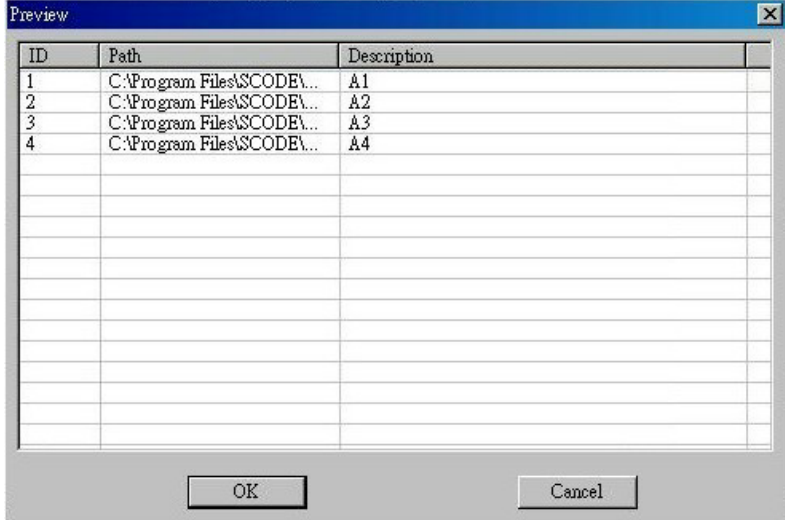 Preview
ID Path Description
1 C:\Program Files\SCODE\... A1
2 C:\Program Files\SCODE\... A2
3 C:\Program Files\SCODE\... A3
4 C:\Program Files\SCODE\... A4
OK Cancel